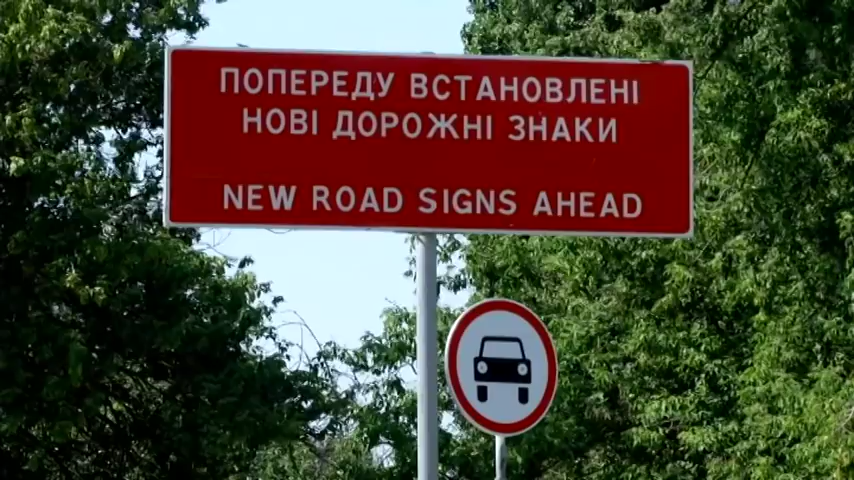 ПОПЕРЕДУ ВСТАНОВЛЕНІ
НОВІ ДОРОЖНІ ЗНАКИ
NEW ROAD SIGNS AHEAD